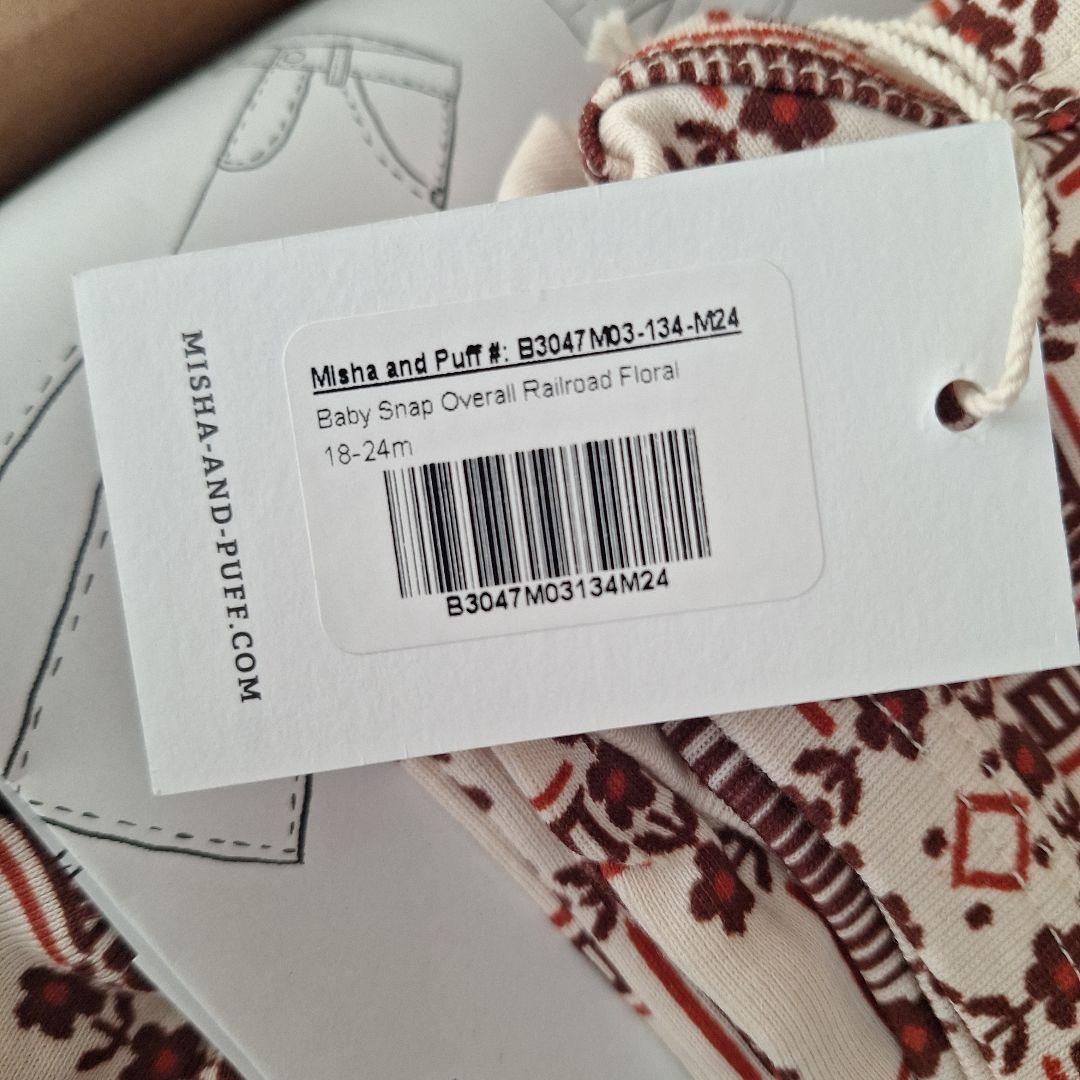 MISHA-AND-PUFF.COM
Misha and Puff #: B3047M03-134-M24
Baby Snap Overall Railroad Floral
18-24m
B3047M03134M24